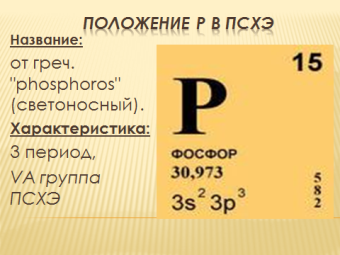 ПОЛОЖЕНИЕ Р В ПСХЭ
Название:
от греч.
"phosphoros"
(светоносный).
Характеристика:
3 период,
VA группа
ПСХЭ
15
P
ФОСФОР
30,973
3s² 3p³
5
8
2